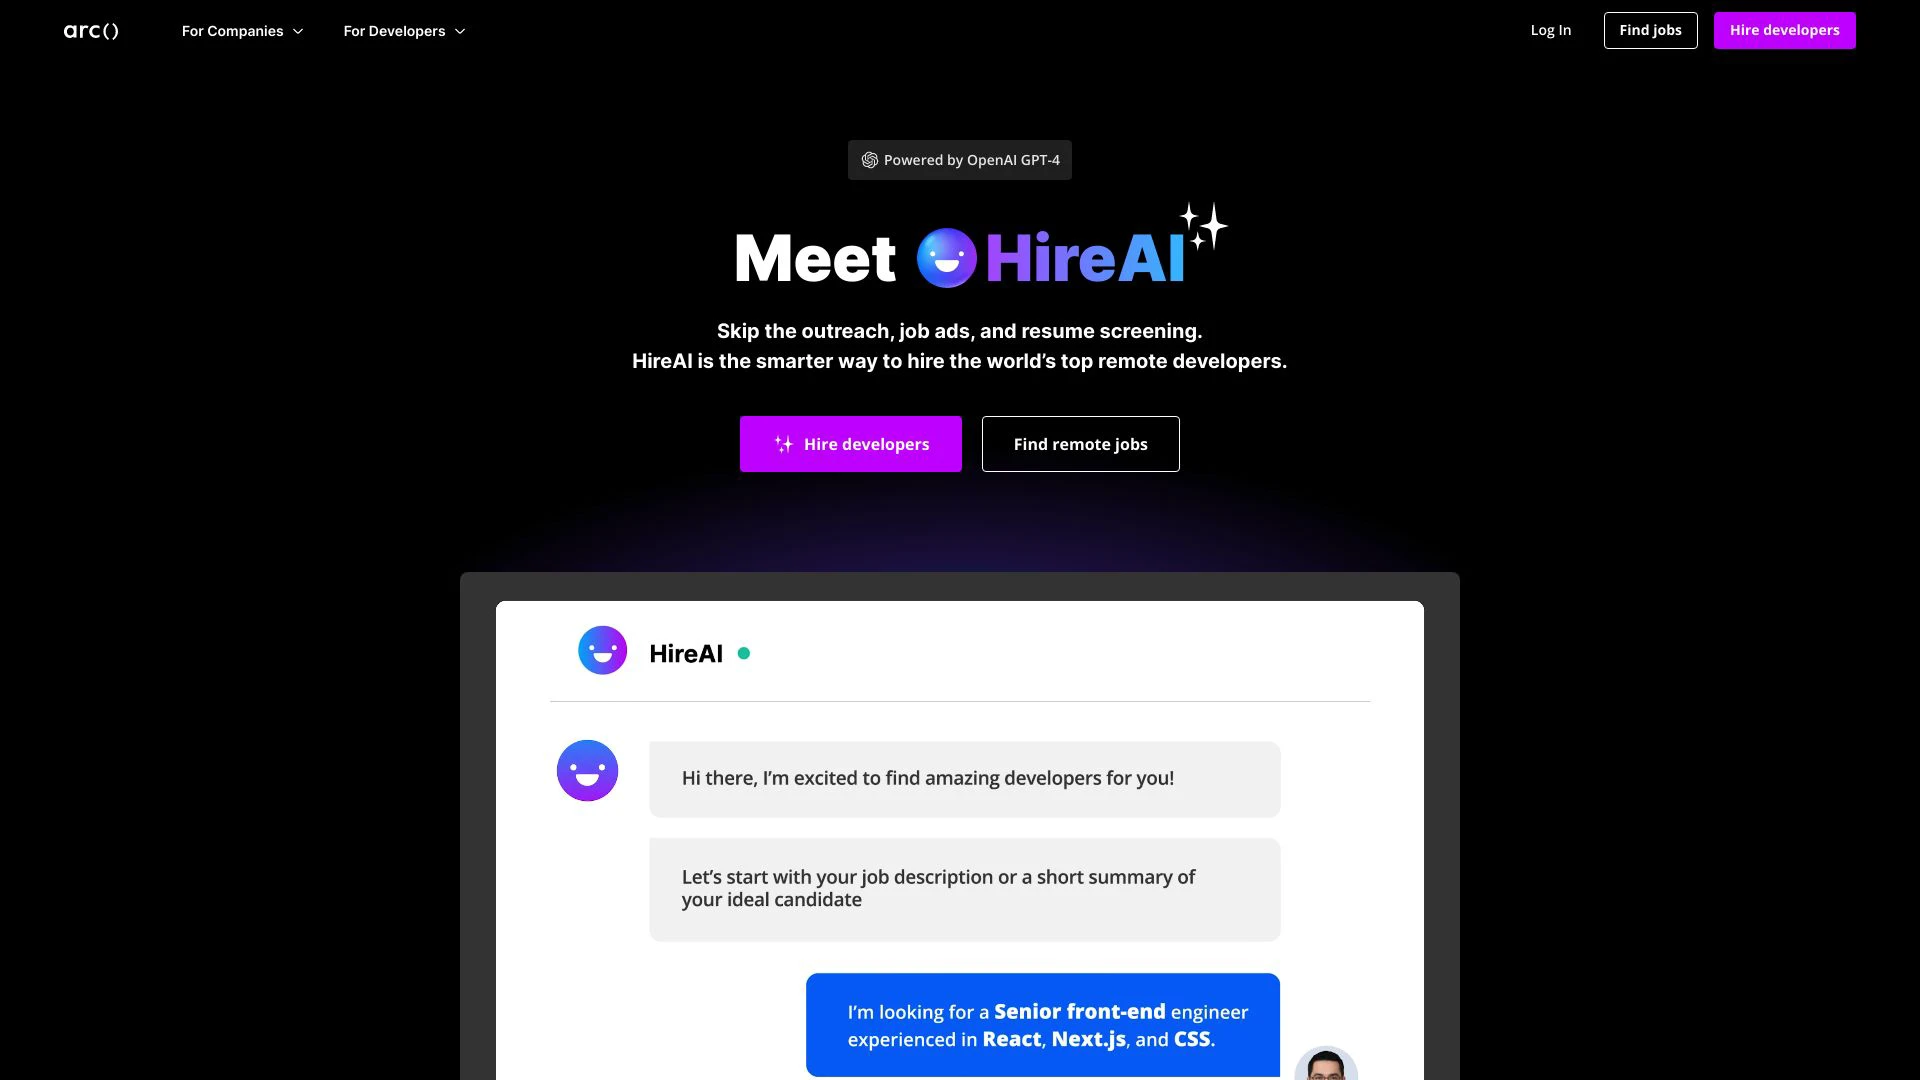 arc()
For Companies
For Developers
Log In
Find jobs
Hire developers
Powered by OpenAI GPT-4
Meet HireAI
Skip the outreach, job ads, and resume screening.
HireAI is the smarter way to hire the world’s top remote developers.
Hire developers
Find remote jobs
HireAI
Hi there, I’m excited to find amazing developers for you!
Let’s start with your job description or a short summary of
your ideal candidate
I’m looking for a Senior front-end engineer
experienced in React, Next.js, and CSS.